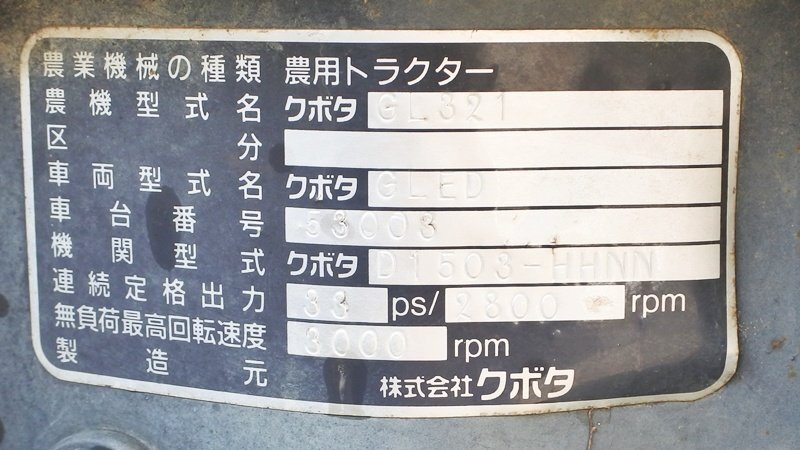 農業機械の種類 農用トラクター
農機型式名 クボタ GL321
区分
車両型式名 クボタ GLED
車台番号 53003
機関型式 クボタ D1503-HHNN
連続定格出力 33 ps/ 2800 rpm
無負荷最高回転速度 3000 rpm
製造元 株式会社クボタ